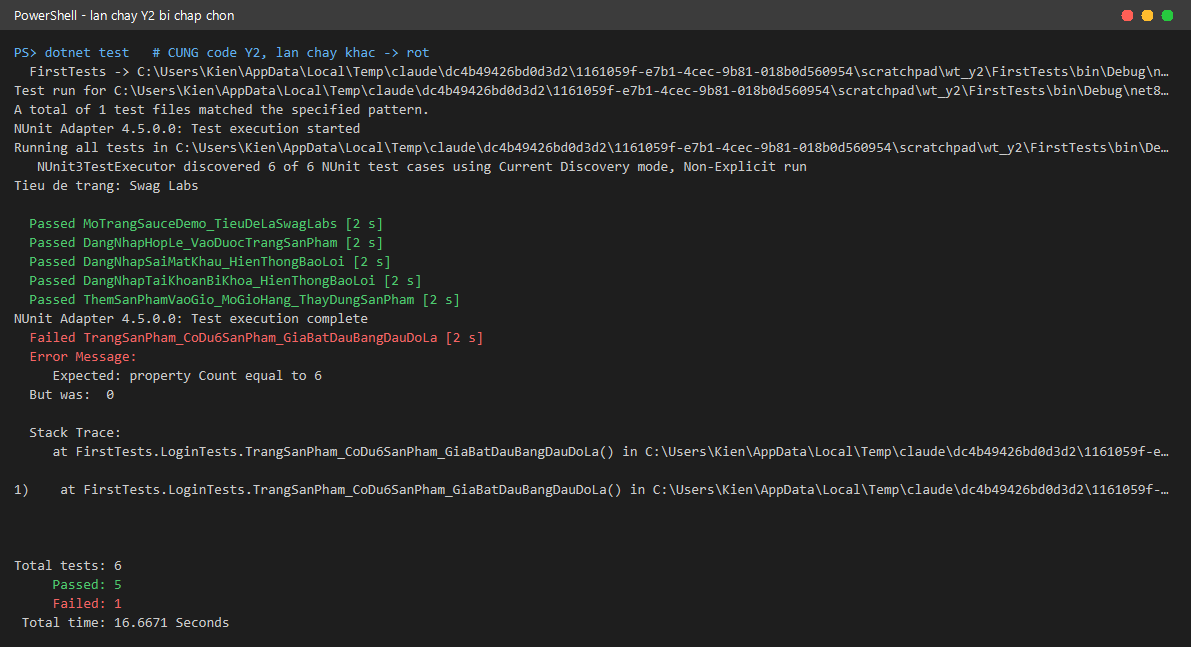 PowerShell - lan chay Y2 bi chap chon
PS> dotnet test   # CUNG code Y2, lan chay khac -> rot
  FirstTests -> C:\Users\Kien\AppData\Local\Temp\claude\dc4b49426bd0d3d2\1161059f-e7b1-4cec-9b81-018b0d560954\scratchpad\wt_y2\FirstTests\bin\Debug\n…
Test run for C:\Users\Kien\AppData\Local\Temp\claude\dc4b49426bd0d3d2\1161059f-e7b1-4cec-9b81-018b0d560954\scratchpad\wt_y2\FirstTests\bin\Debug\net8…
A total of 1 test files matched the specified pattern.
NUnit Adapter 4.5.0.0: Test execution started
Running all tests in C:\Users\Kien\AppData\Local\Temp\claude\dc4b49426bd0d3d2\1161059f-e7b1-4cec-9b81-018b0d560954\scratchpad\wt_y2\FirstTests\bin\De…
   NUnit3TestExecutor discovered 6 of 6 NUnit test cases using Current Discovery mode, Non-Explicit run
Tieu de trang: Swag Labs
  Passed MoTrangSauceDemo_TieuDeLaSwagLabs [2 s]
  Passed DangNhapHopLe_VaoDuocTrangSanPham [2 s]
  Passed DangNhapSaiMatKhau_HienThongBaoLoi [2 s]
  Passed DangNhapTaiKhoanBiKhoa_HienThongBaoLoi [2 s]
  Passed ThemSanPhamVaoGio_MoGioHang_ThayDungSanPham [2 s]
NUnit Adapter 4.5.0.0: Test execution complete
  Failed TrangSanPham_CoDu6SanPham_GiaBatDauBangDauDoLa [2 s]
  Error Message:
     Expected: property Count equal to 6
  But was:  0
  Stack Trace:
     at FirstTests.LoginTests.TrangSanPham_CoDu6SanPham_GiaBatDauBangDauDoLa() in C:\Users\Kien\AppData\Local\Temp\claude\dc4b49426bd0d3d2\1161059f-e…
1)    at FirstTests.LoginTests.TrangSanPham_CoDu6SanPham_GiaBatDauBangDauDoLa() in C:\Users\Kien\AppData\Local\Temp\claude\dc4b49426bd0d3d2\1161059f-…
Total tests: 6
     Passed: 5
     Failed: 1
 Total time: 16.6671 Seconds